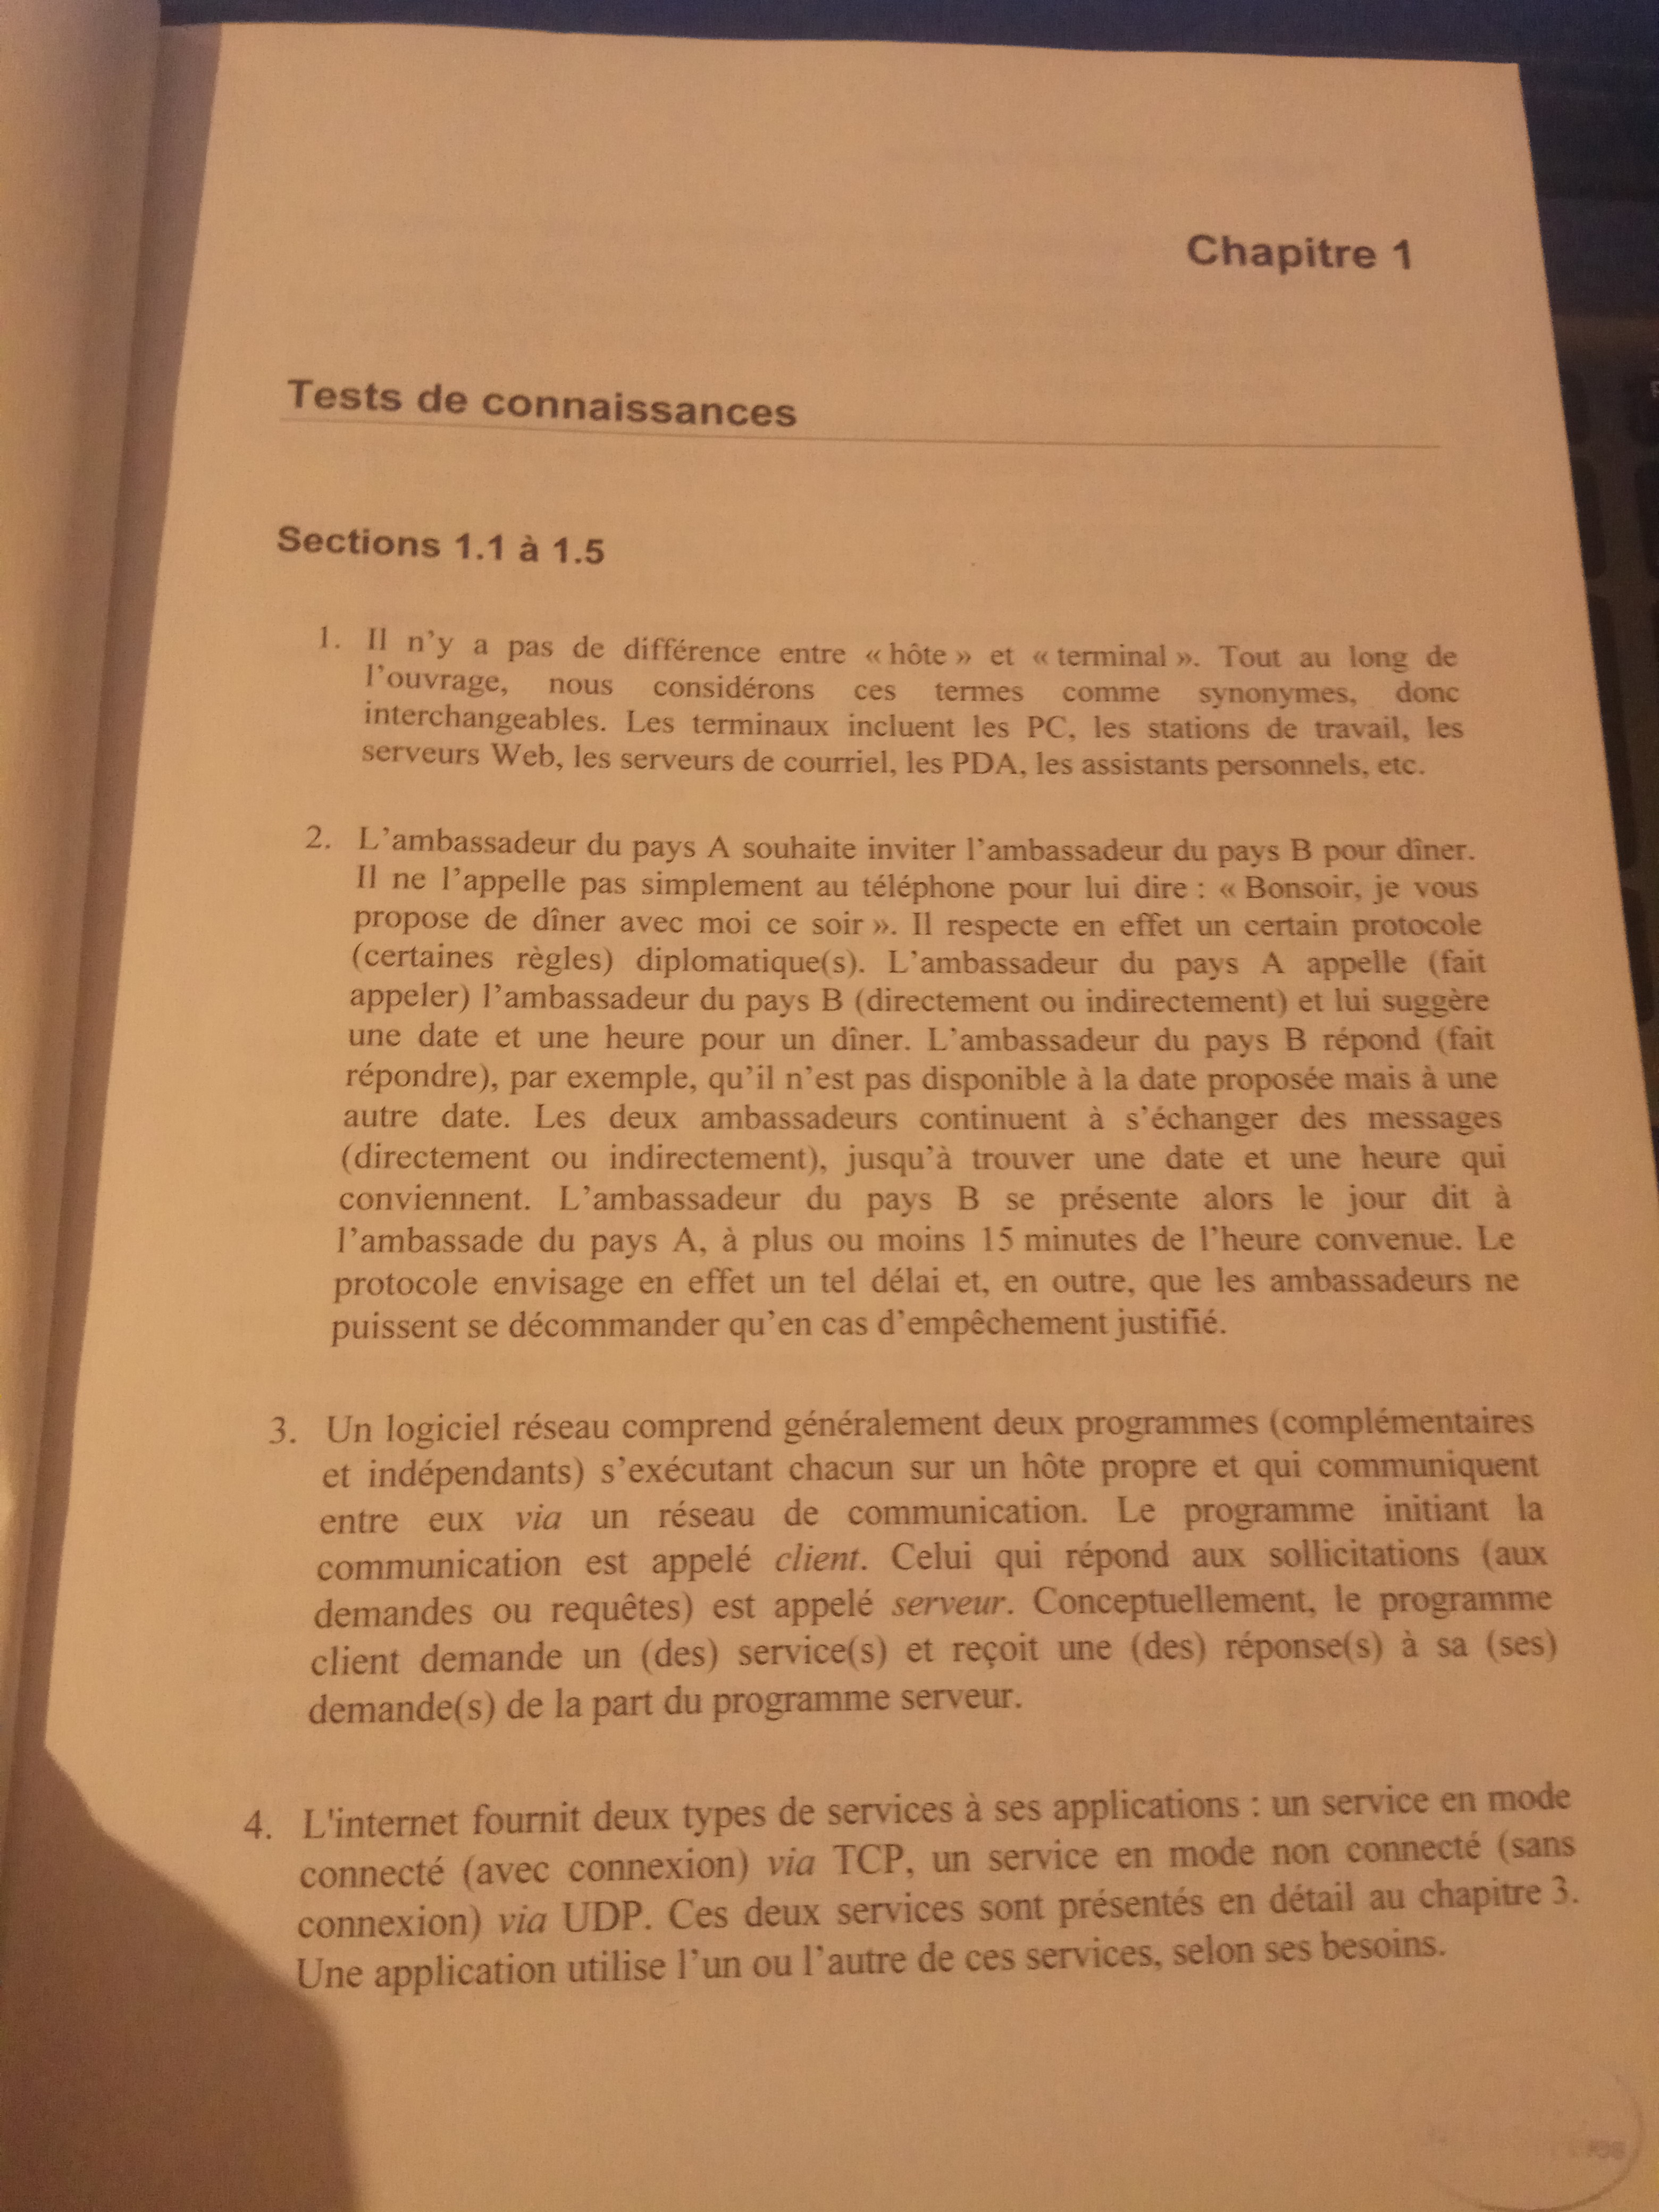 Chapitre 1
Tests de connaissances
Sections 1.1 à 1.5
1. Il n'y a pas de différence entre « hôte » et « terminal ». Tout au long de
l'ouvrage, nous considérons ces termes comme synonymes, donc
interchangeables. Les terminaux incluent les PC, les stations de travail, les
serveurs Web, les serveurs de courriel, les PDA, les assistants personnels, etc.
2. L'ambassadeur du pays A souhaite inviter l'ambassadeur du pays B pour dîner.
Il ne l'appelle pas simplement au téléphone pour lui dire : « Bonsoir, je vous
propose de dîner avec moi ce soir ». Il respecte en effet un certain protocole
(certaines règles) diplomatique(s). L'ambassadeur du pays A appelle (fait
appeler) l'ambassadeur du pays B (directement ou indirectement) et lui suggère
une date et une heure pour un dîner. L'ambassadeur du pays B répond (fait
répondre), par exemple, qu'il n'est pas disponible à la date proposée mais à une
autre date. Les deux ambassadeurs continuent à s'échanger des messages
(directement ou indirectement), jusqu'à trouver une date et une heure qui
conviennent. L'ambassadeur du pays B se présente alors le jour dit à
l'ambassade du pays A, à plus ou moins 15 minutes de l'heure convenue. Le
protocole envisage en effet un tel délai et, en outre, que les ambassadeurs ne
puissent se décommander qu'en cas d'empêchement justifié.
3. Un logiciel réseau comprend généralement deux programmes (complémentaires
et indépendants) s'exécutant chacun sur un hôte propre et qui communiquent
entre eux via un réseau de communication. Le programme initiant la
communication est appelé client. Celui qui répond aux sollicitations (aux
demandes ou requêtes) est appelé serveur. Conceptuellement, le programme
client demande un (des) service(s) et reçoit une (des) réponse(s) à sa (ses)
demande(s) de la part du programme serveur.
4. L'internet fournit deux types de services à ses applications : un service en mode
connecté (avec connexion) via TCP, un service en mode non connecté (sans
connexion) via UDP. Ces deux services sont présentés en détail au chapitre 3.
Une application utilise l'un ou l'autre de ces services, selon ses besoins.